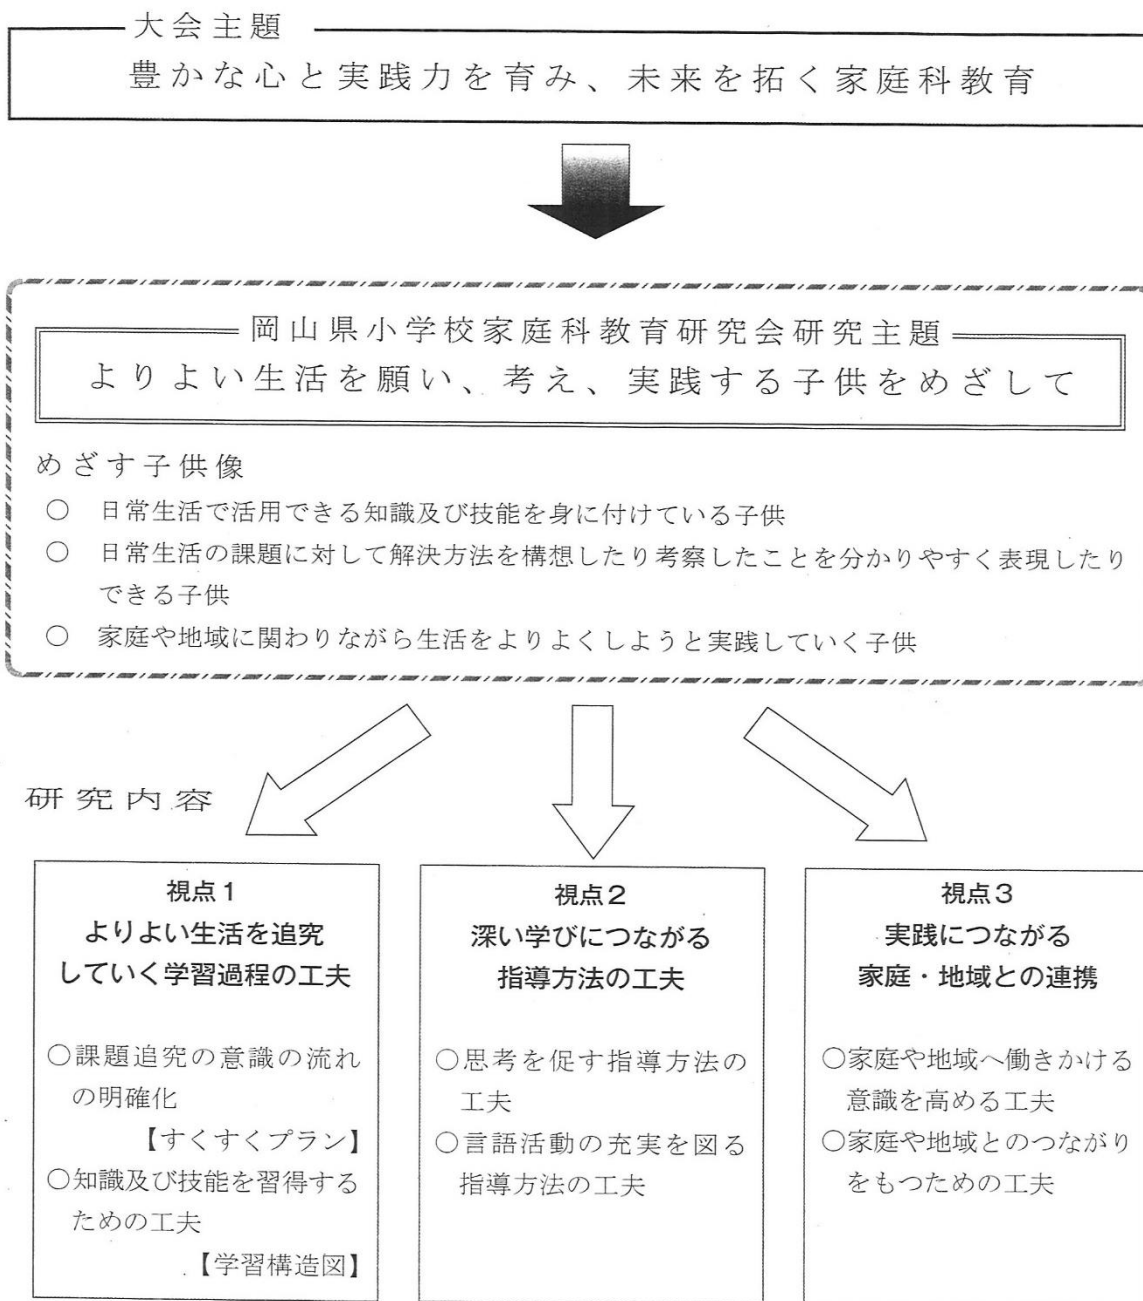 大会主題
豊かな心と実践力を育み、未来を拓く家庭科教育
岡山県小学校家庭科教育研究会研究主題
よりよい生活を願い、考え、実践する子供をめざして
めざす子供像
○ 日常生活で活用できる知識及び技能を身に付けている子供
○ 日常生活の課題に対して解決方法を構想したり考察したことを分かりやすく表現したり
できる子供
○ 家庭や地域に関わりながら生活をよりよくしようと実践していく子供
研究内容
視点1
よりよい生活を追究
していく学習過程の工夫
○課題追究の意識の流れ
の明確化
【すくすくプラン】
○知識及び技能を習得する
ための工夫
【学習構造図】
視点2
深い学びにつながる
指導方法の工夫
○思考を促す指導方法の
工夫
○言語活動の充実を図る
指導方法の工夫
視点3
実践につながる
家庭・地域との連携
○家庭や地域へ働きかける
意識を高める工夫
○家庭や地域とのつながり
をもつための工夫